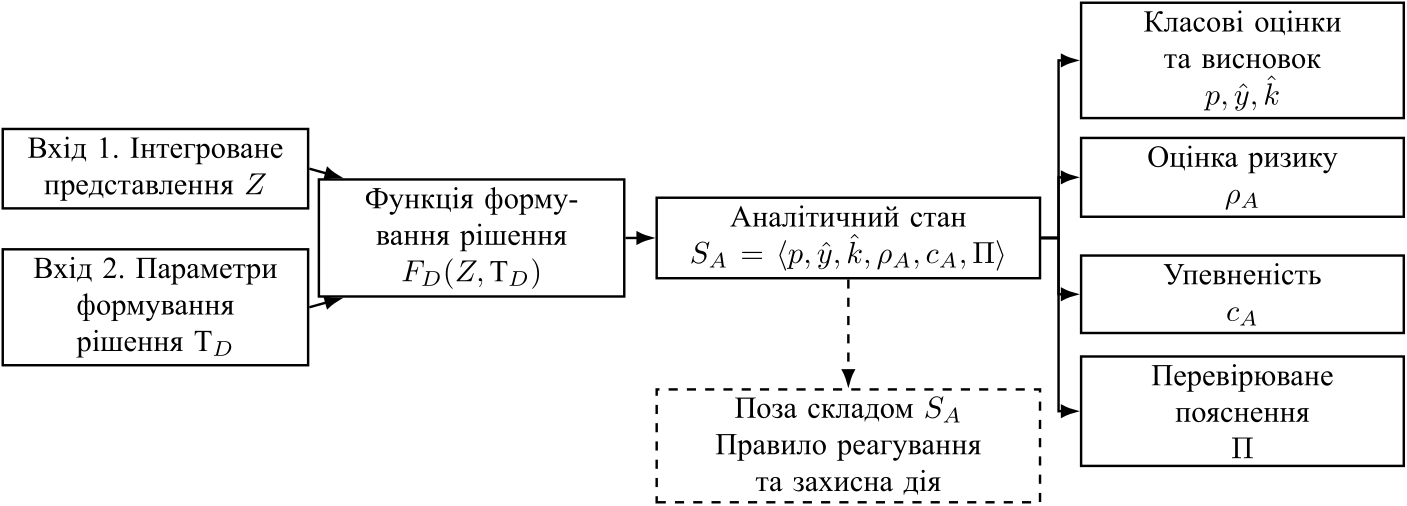 Вхід 1. Інтегроване
представлення Z
Вхід 2. Параметри
формування
рішення T_D
Функція форму-
вання рішення
F_D(Z, T_D)
Аналітичний стан
S_A = ⟨p, ŷ, k̂, ρ_A, c_A, Π⟩
Поза складом S_A
Правило реагування
та захисна дія
Класові оцінки
та висновок
p, ŷ, k̂
Оцінка ризику
ρ_A
Упевненість
c_A
Перевірюване
пояснення
Π